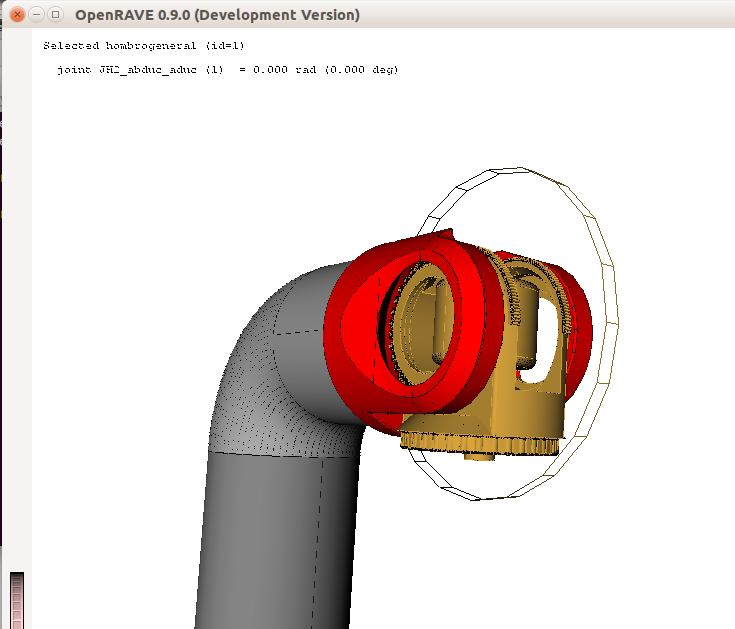 OpenRAVE 0.9.0 (Development Version)
Selected hombrogeneral (id=1)
joint JH2_abduc_aduc (1) = 0.000 rad (0.000 deg)